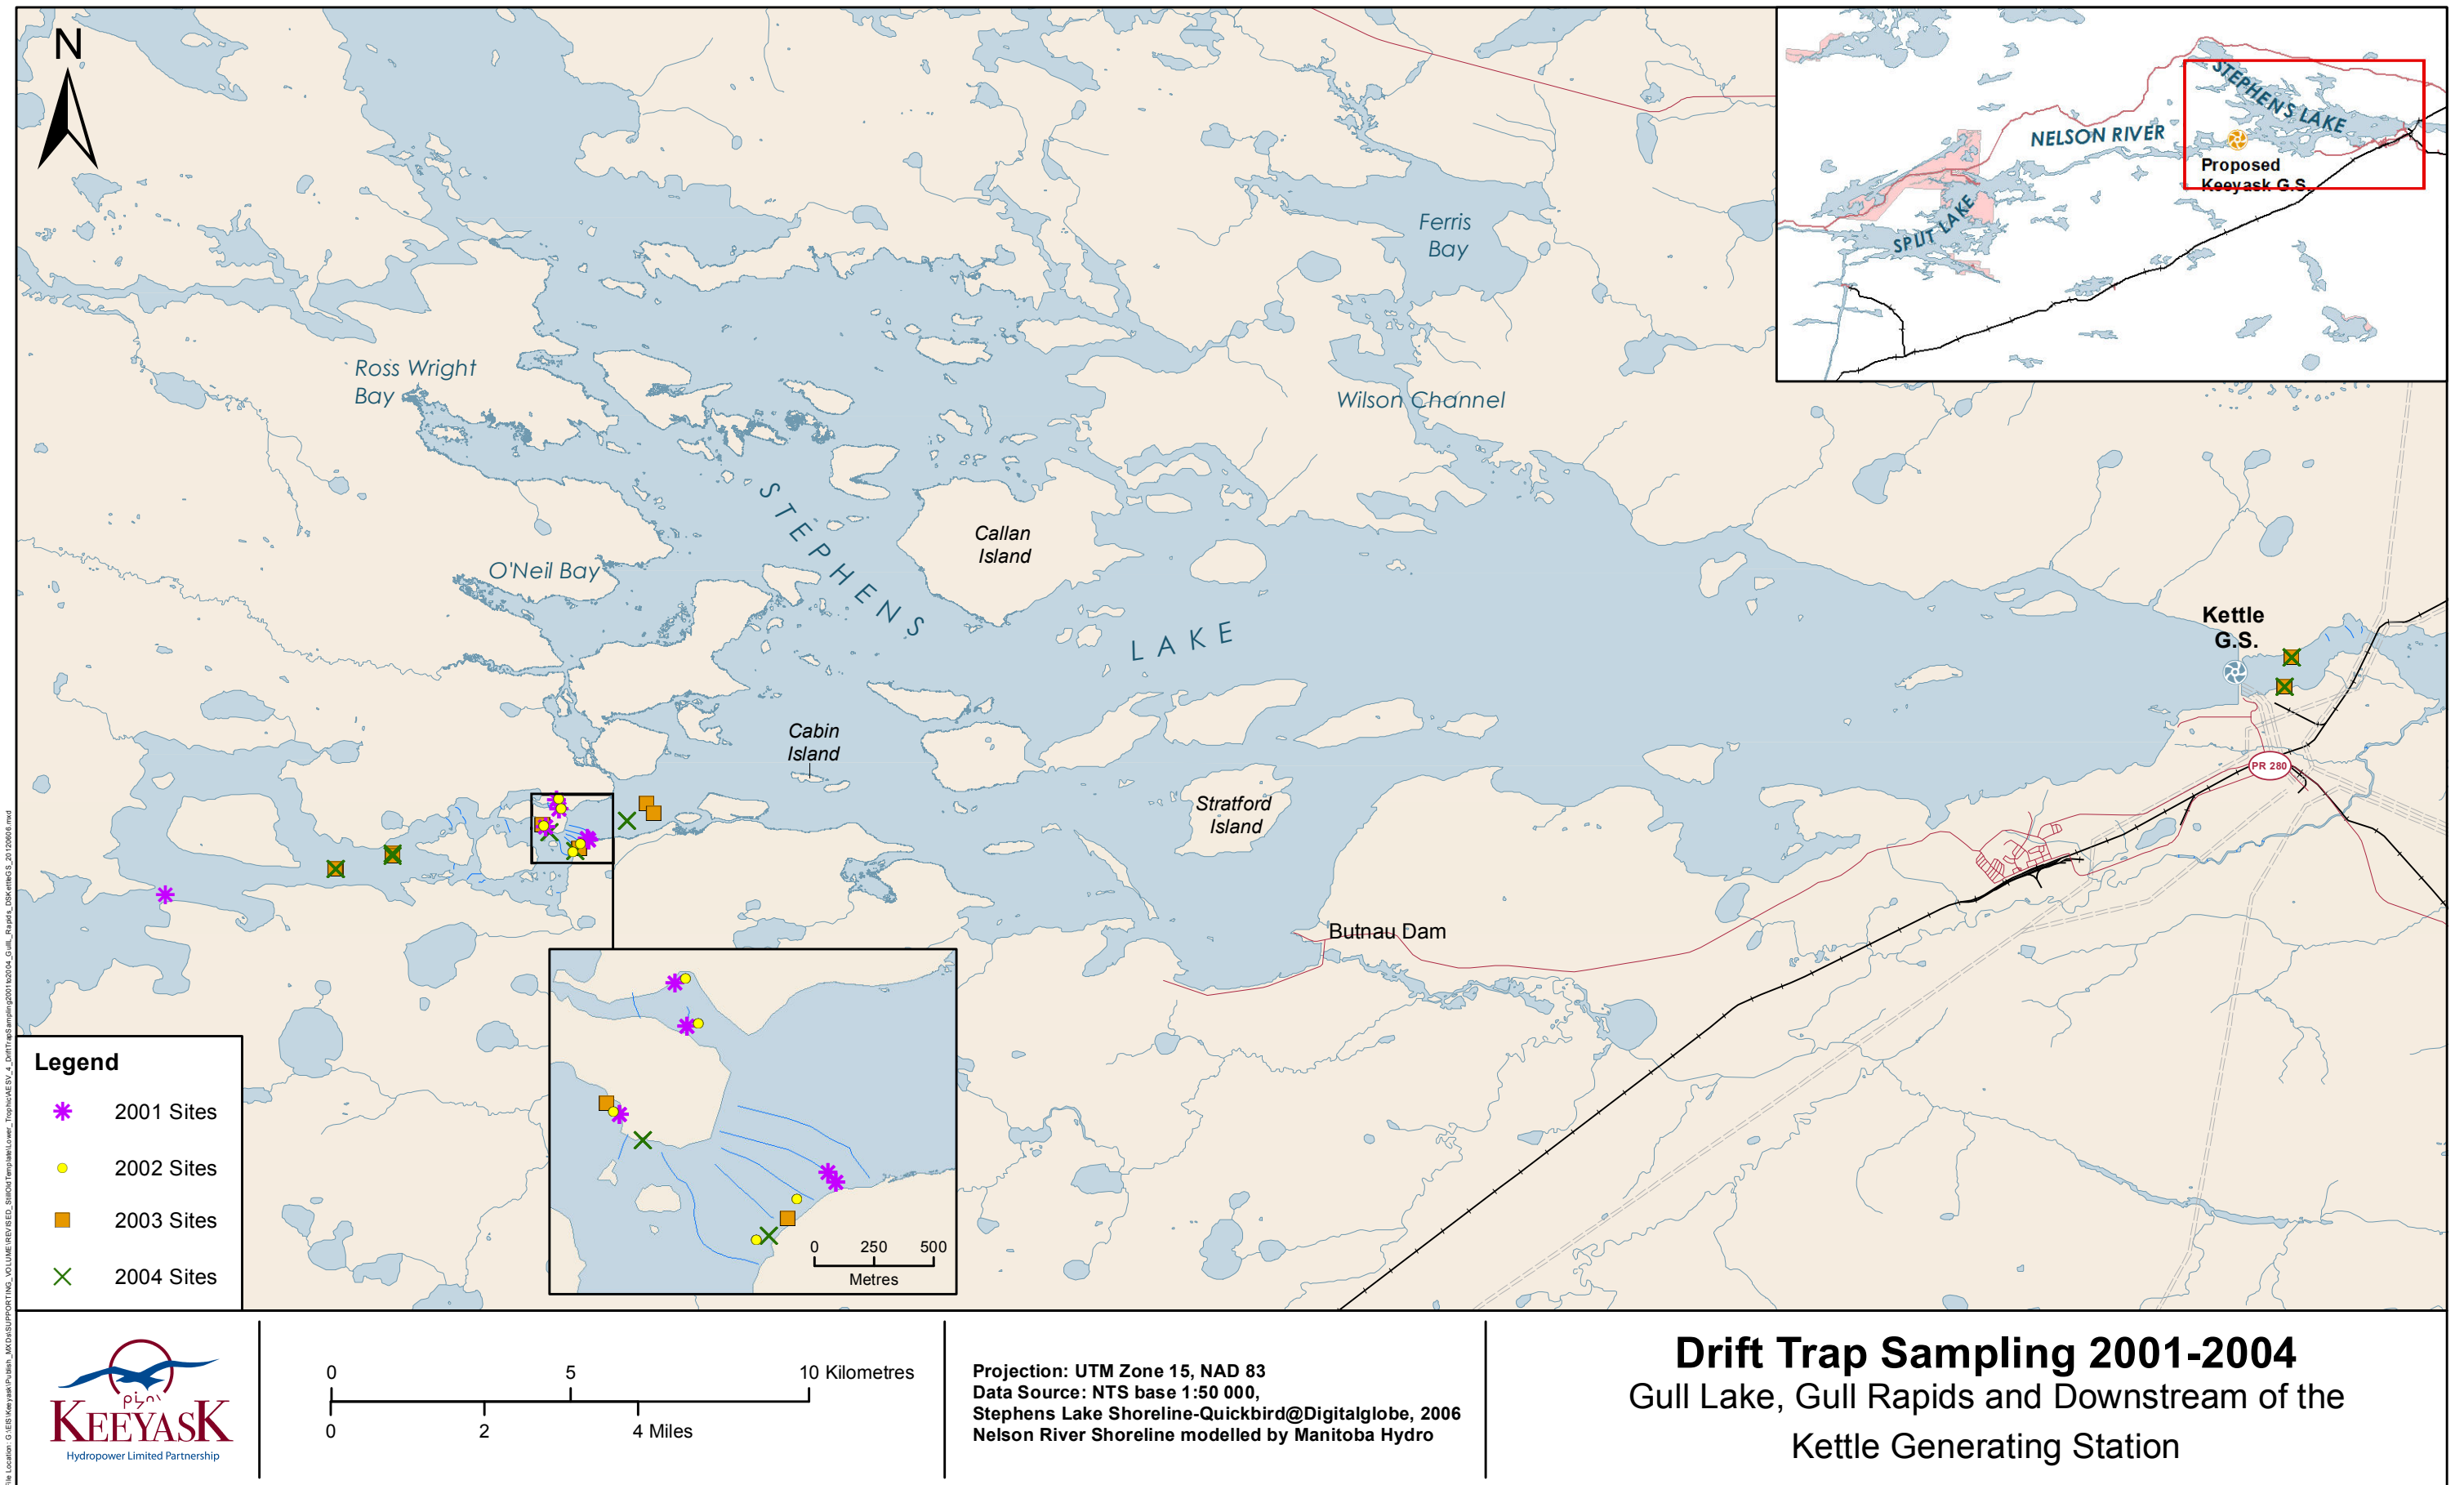 N
Ferris
Bay
Ross Wright
Bay
Wilson Channel
STEPHENS
LAKE
Callan
Island
O'Neil Bay
Kettle
G.S.
Cabin
Island
Stratford
Island
PR 280
Butnau Dam
STEPHENS LAKE
NELSON RIVER
Proposed
Keeyask G.S.
SPLIT LAKE
0 250 500
Metres
Legend
2001 Sites
2002 Sites
2003 Sites
2004 Sites
KEEYASK
Hydropower Limited Partnership
0 5 10 Kilometres
0 2 4 Miles
Projection: UTM Zone 15, NAD 83
Data Source: NTS base 1:50 000,
Stephens Lake Shoreline-Quickbird@Digitalglobe, 2006
Nelson River Shoreline modelled by Manitoba Hydro
Drift Trap Sampling 2001-2004
Gull Lake, Gull Rapids and Downstream of the
Kettle Generating Station